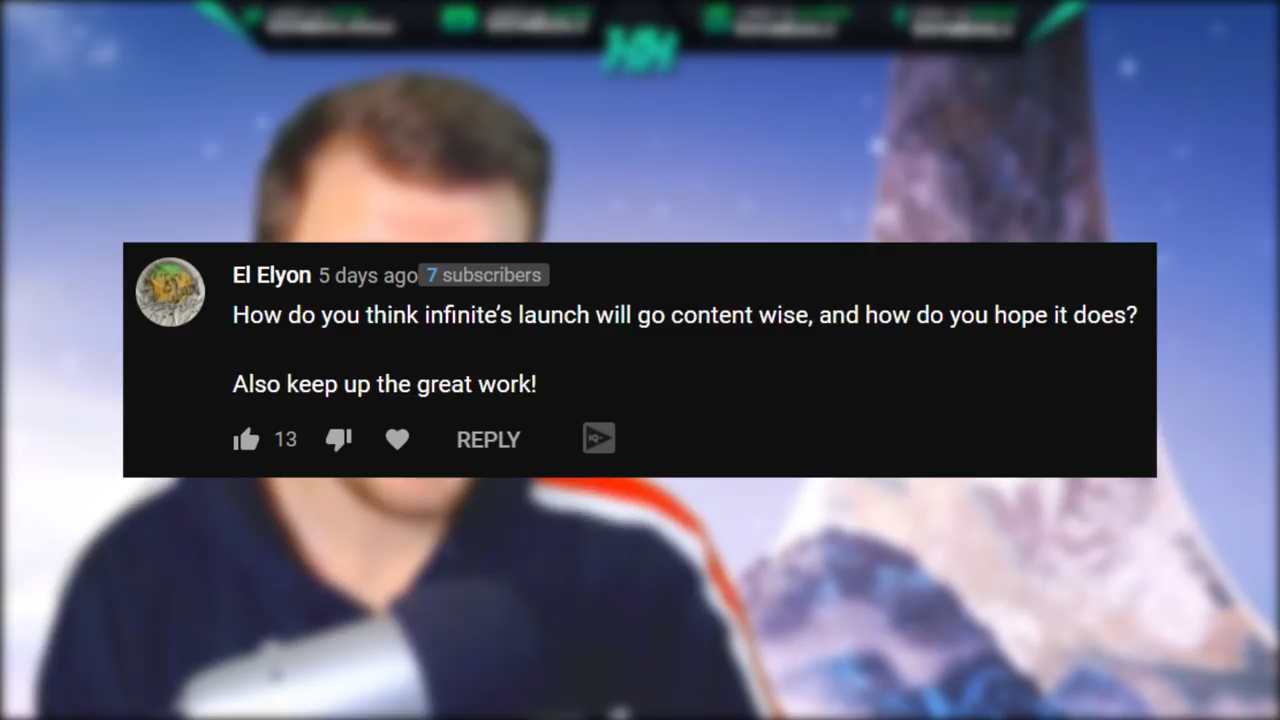 HH
El Elyon 5 days ago 7 subscribers
How do you think infinite's launch will go content wise, and how do you hope it does?
Also keep up the great work!
13 REPLY